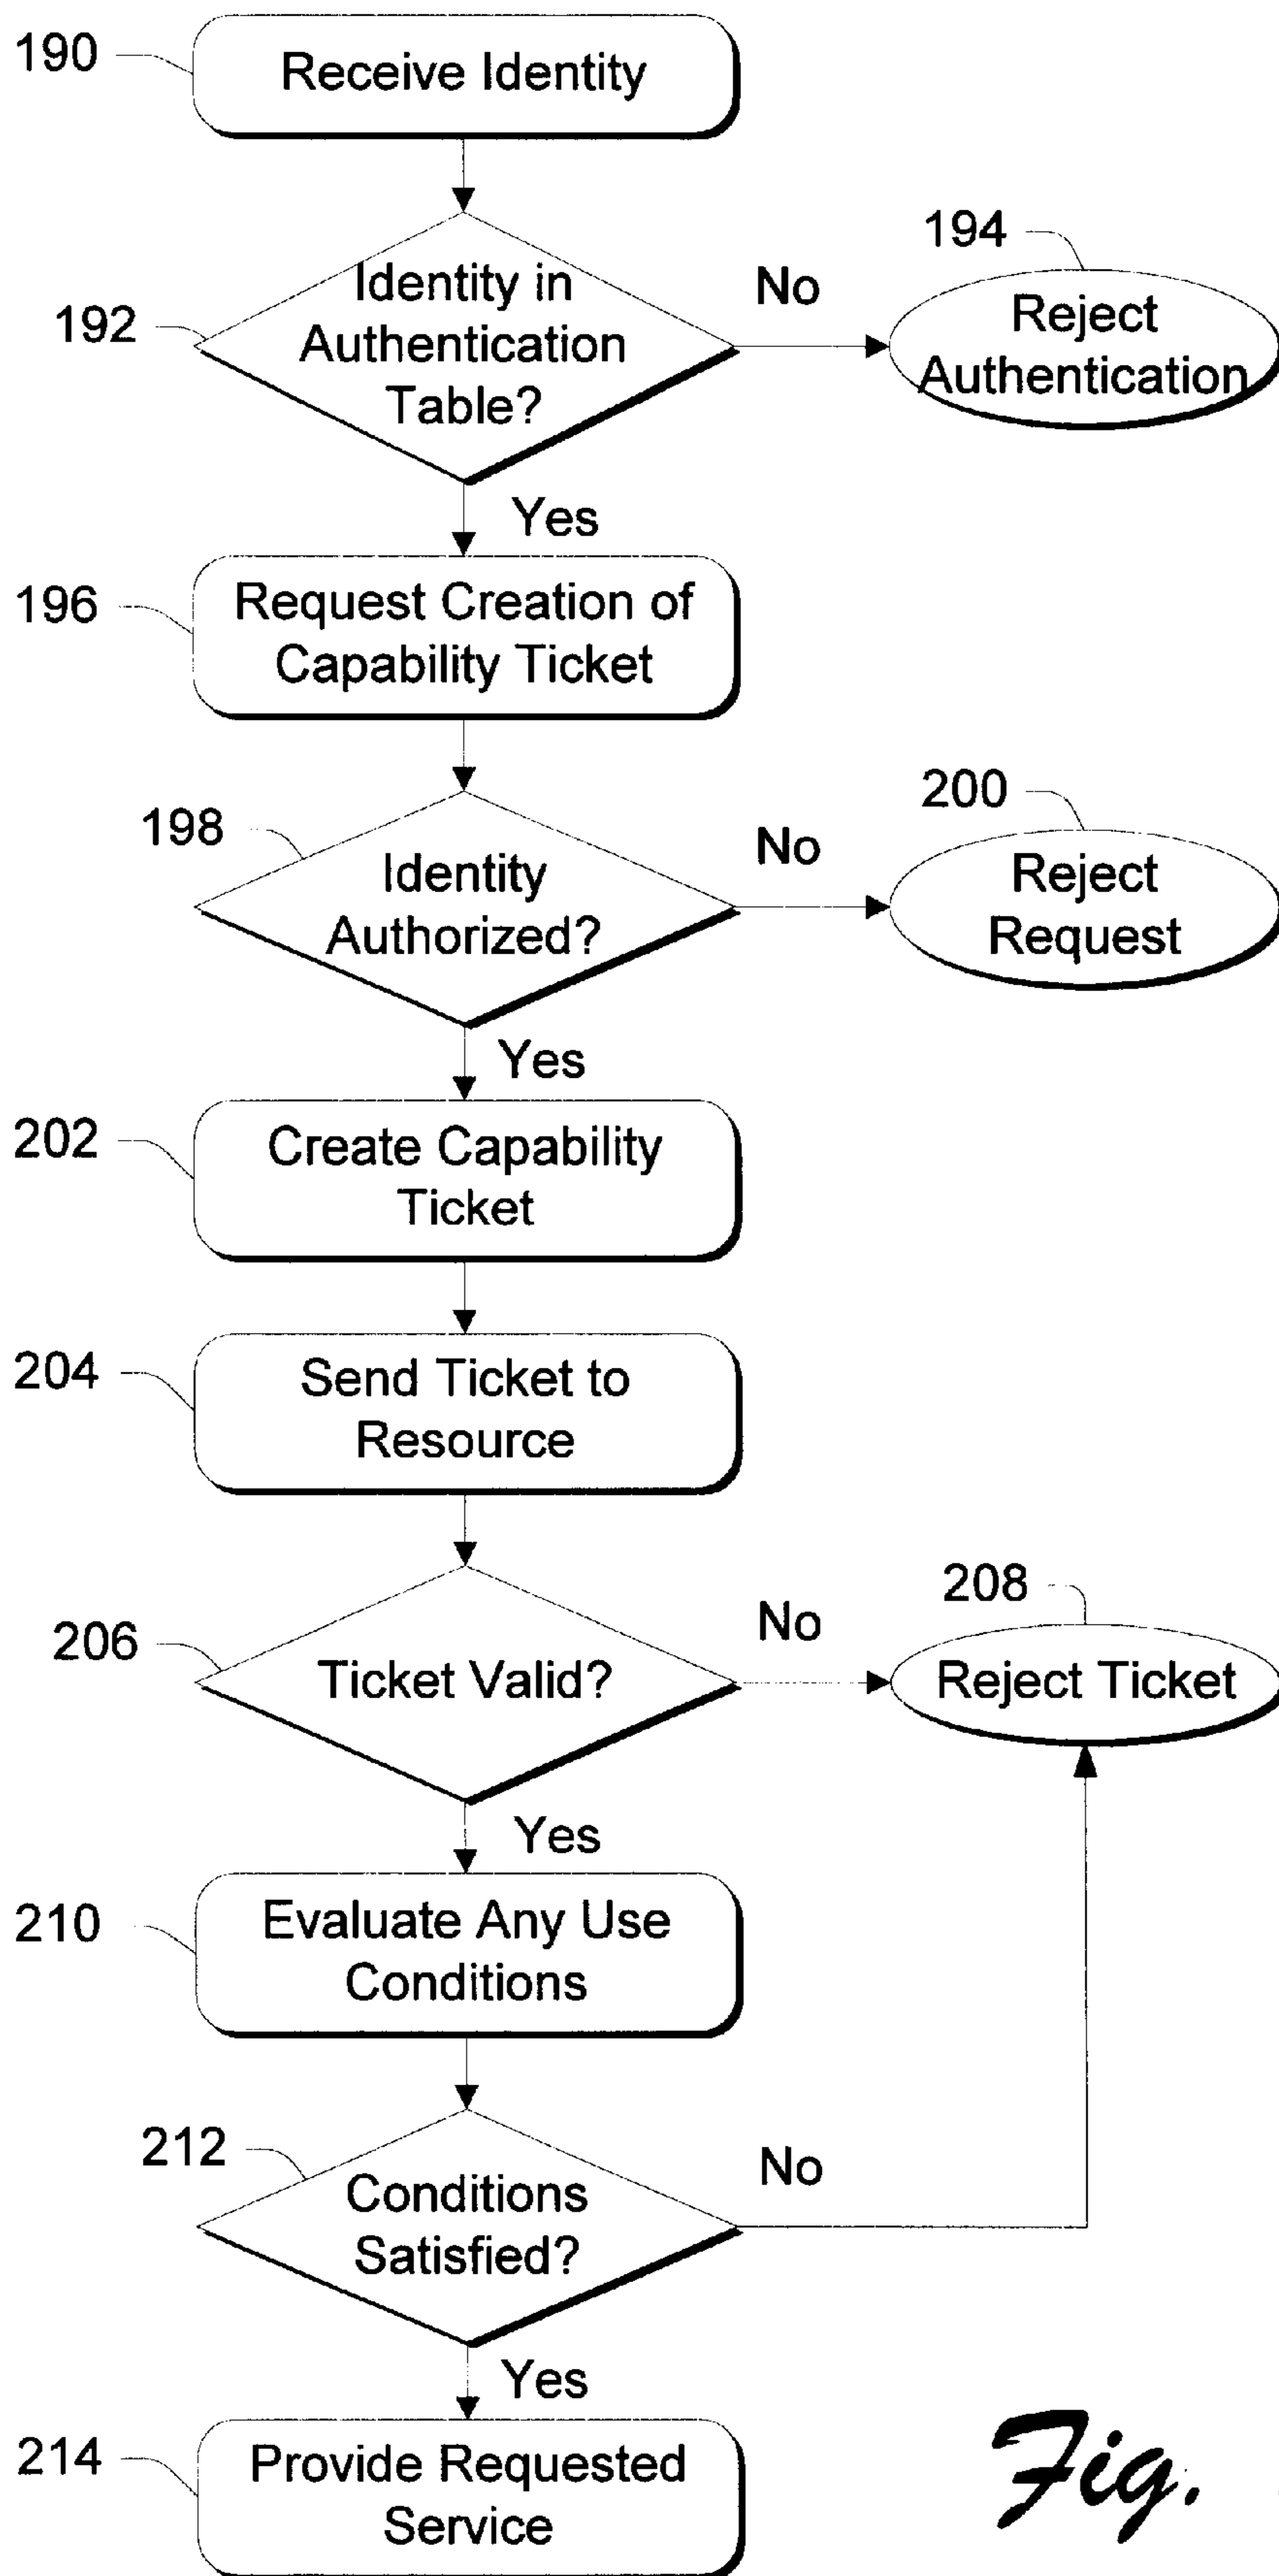 190
Receive Identity
194
192
Identity in
Authentication
Table?
No
Reject
Authentication
Yes
196
Request Creation of
Capability Ticket
198
200
Identity
Authorized?
No
Reject
Request
Yes
202
Create Capability
Ticket
204
Send Ticket to
Resource
206
208
Ticket Valid?
No
Reject Ticket
Yes
210
Evaluate Any Use
Conditions
212
Conditions
Satisfied?
No
Yes
214
Provide Requested
Service
Fig.